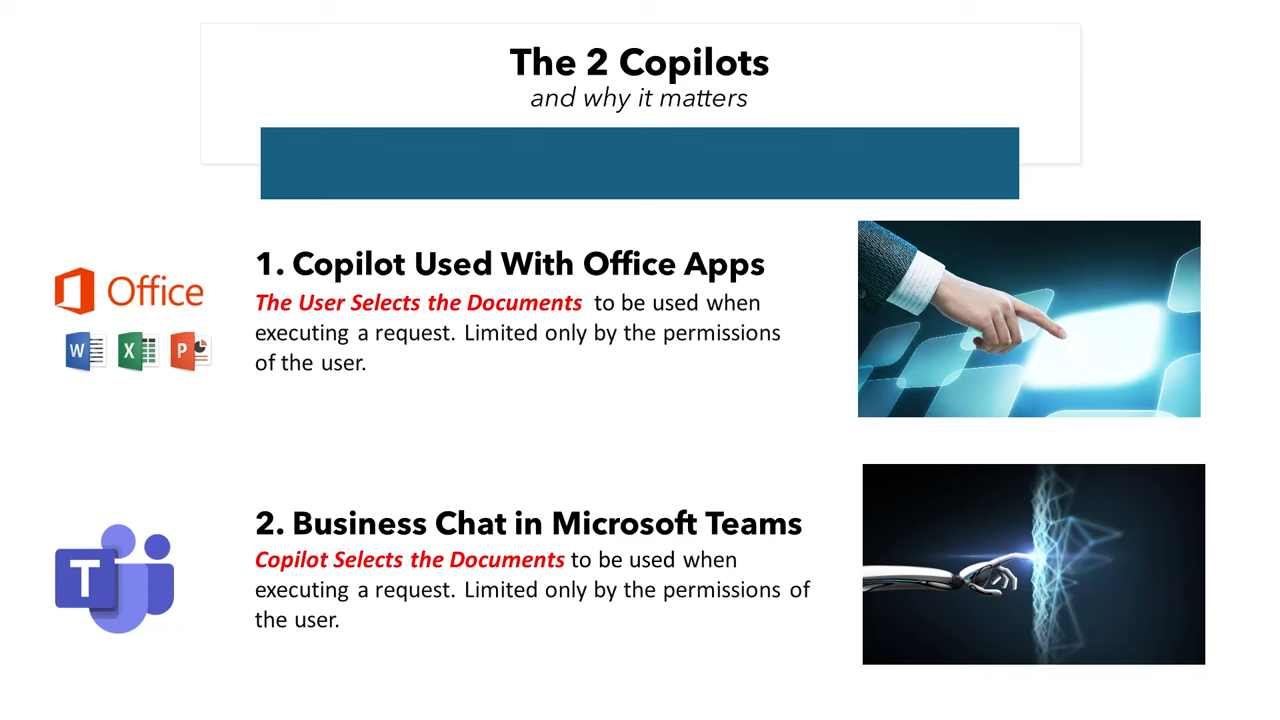 The 2 Copilots
and why it matters
1. Copilot Used With Office Apps
The User Selects the Documents to be used when
executing a request. Limited only by the permissions
of the user.
Office
W X P
2. Business Chat in Microsoft Teams
Copilot Selects the Documents to be used when
executing a request. Limited only by the permissions of
the user.
T